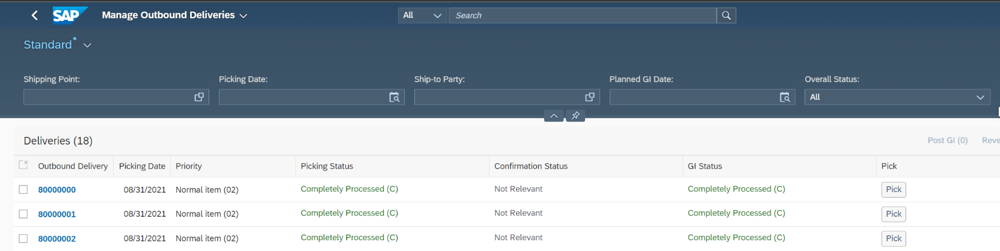 SAP Manage Outbound Deliveries All Search
Standard*
Shipping Point: Picking Date: Ship-to Party: Planned GI Date: Overall Status:
All
Deliveries (18) Post GI (0)
Outbound Delivery Picking Date Priority Picking Status Confirmation Status GI Status Pick
80000000 08/31/2021 Normal item (02) Completely Processed (C) Not Relevant Completely Processed (C) Pick
80000001 08/31/2021 Normal item (02) Completely Processed (C) Not Relevant Completely Processed (C) Pick
80000002 08/31/2021 Normal item (02) Completely Processed (C) Not Relevant Completely Processed (C) Pick